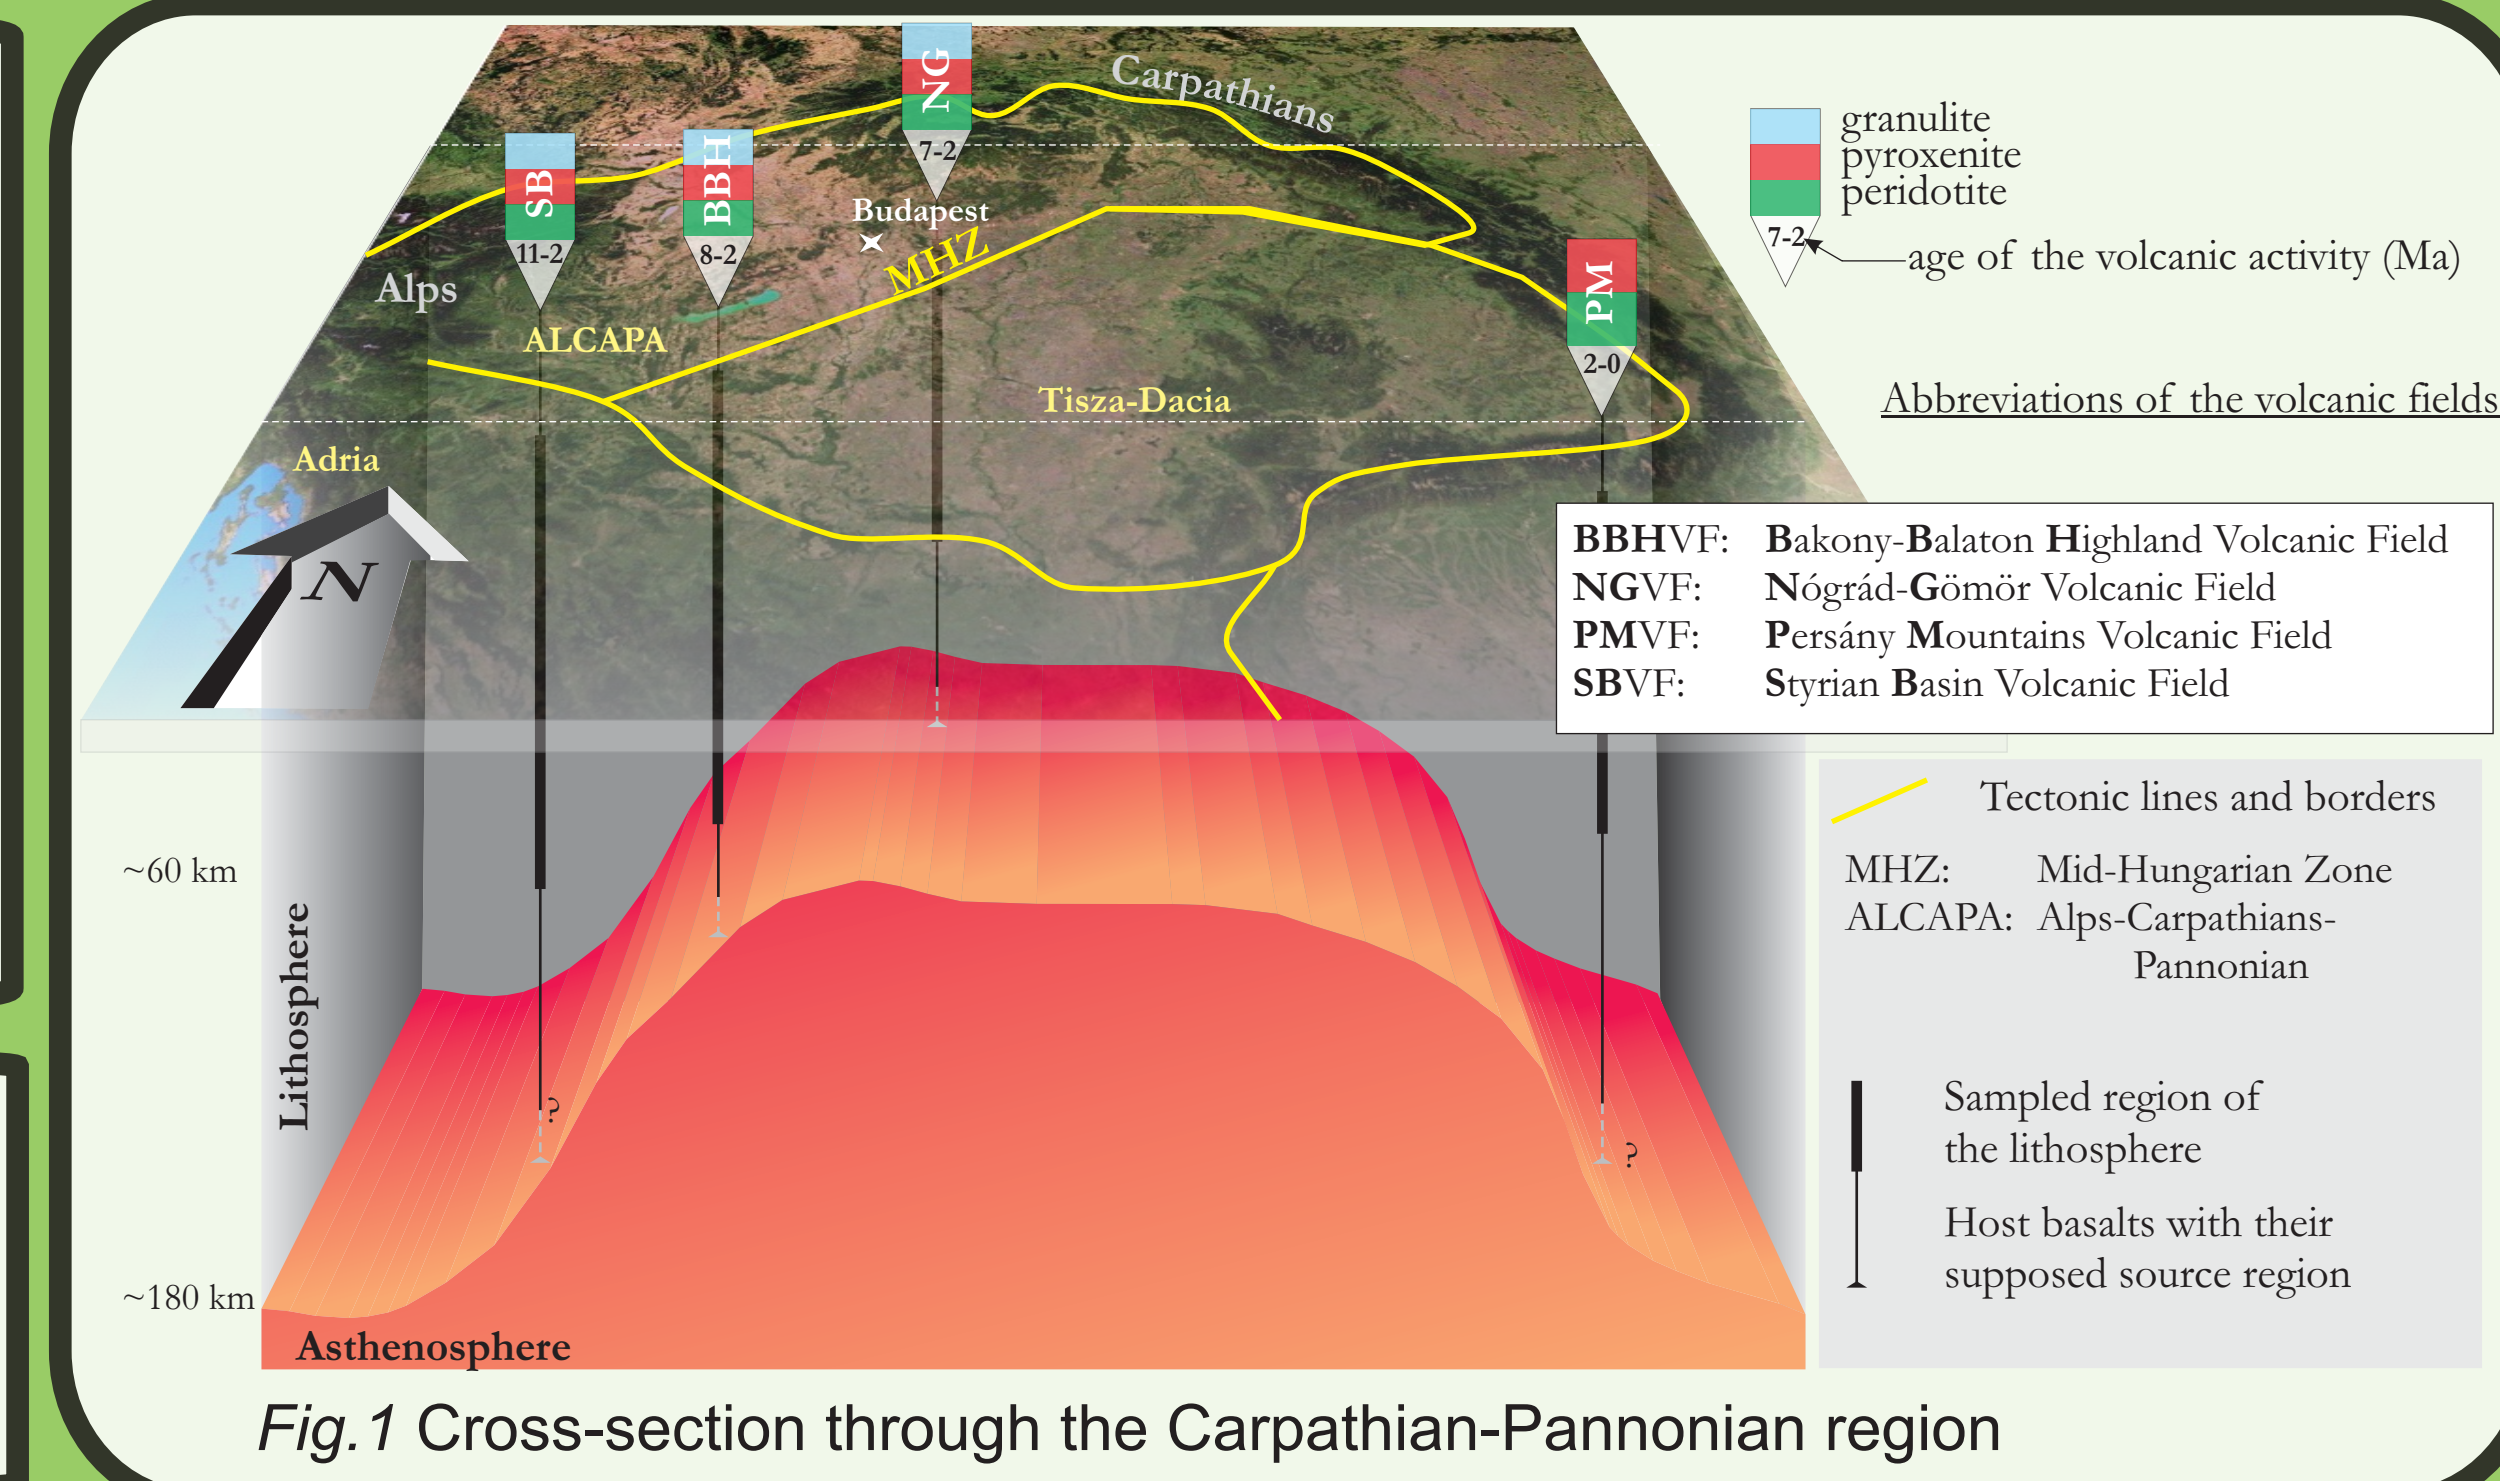 NG
7-2
Carpathians
SB
11-2
BBH
8-2
Budapest
MHZ
Alps
ALCAPA
PM
2-0
Tisza-Dacia
Adria
N
granulite
pyroxenite
peridotite
7-2
age of the volcanic activity (Ma)
Abbreviations of the volcanic fields
BBHVF: Bakony-Balaton Highland Volcanic Field
NGVF: Nógrád-Gömör Volcanic Field
PMVF: Persány Mountains Volcanic Field
SBVF: Styrian Basin Volcanic Field
Tectonic lines and borders
MHZ: Mid-Hungarian Zone
ALCAPA: Alps-Carpathians-
Pannonian
Sampled region of
the lithosphere
Host basalts with their
supposed source region
~60 km
Lithosphere
?
?
~180 km
Asthenosphere
Fig.1 Cross-section through the Carpathian-Pannonian region